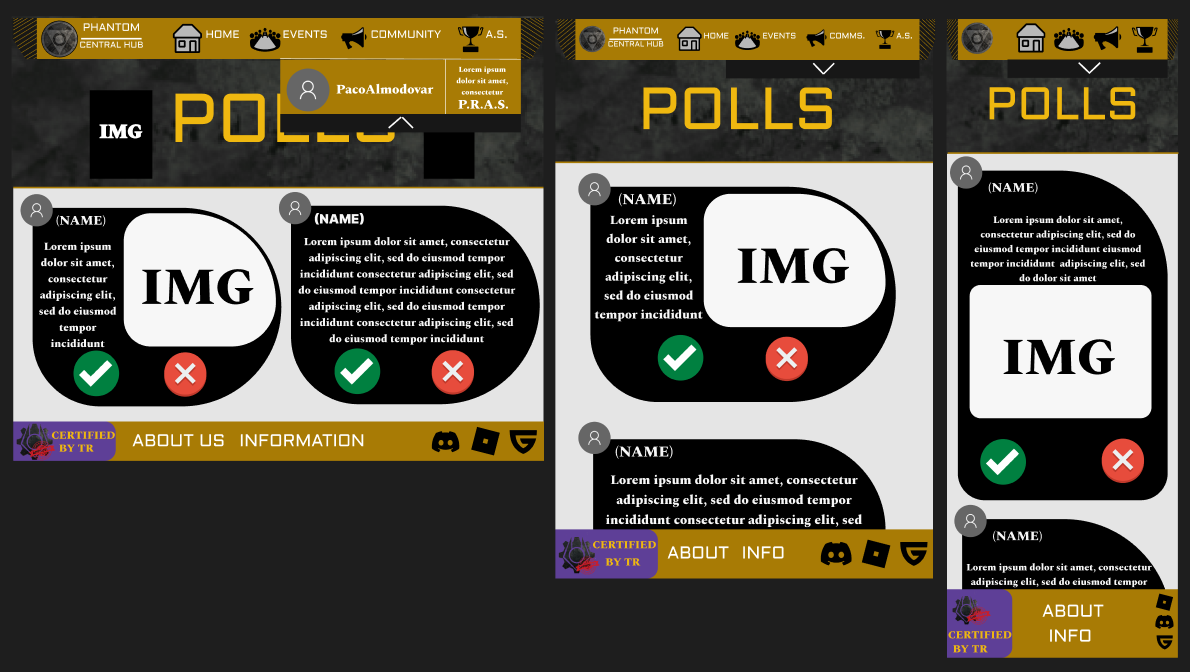 PHANTOM
CENTRAL HUB
HOME
EVENTS
COMMUNITY
A.S.
PacoAlmodovar
Lorem ipsum
dolor sit amet,
consectetur
P.R.A.S.
IMG
POLLS
(NAME)
Lorem ipsum
dolor sit amet,
consectetur
adipiscing elit,
sed do eiusmod
tempor
incididunt
IMG
(NAME)
Lorem ipsum dolor sit amet, consectetur
adipiscing elit, sed do eiusmod tempor
incididunt consectetur adipiscing elit, sed
do eiusmod tempor incididunt consectetur
adipiscing elit, sed do eiusmod tempor
incididunt consectetur adipiscing elit, sed
do eiusmod tempor incididunt
CERTIFIED
BY TR
ABOUT US INFORMATION
PHANTOM
CENTRAL HUB
HOME
EVENTS
COMMS.
A.S.
POLLS
(NAME)
Lorem ipsum
dolor sit amet,
consectetur
adipiscing elit,
sed do eiusmod
tempor incididunt
IMG
(NAME)
Lorem ipsum dolor sit amet, consectetur
adipiscing elit, sed do eiusmod tempor
incididunt consectetur adipiscing elit, sed
CERTIFIED
BY TR
ABOUT INFO
POLLS
(NAME)
Lorem ipsum dolor sit amet,
consectetur adipiscing elit, sed do
eiusmod tempor incididunt eiusmod
tempor incididunt adipiscing elit, sed
do dolor sit amet
IMG
(NAME)
Lorem ipsum dolor sit amet, consectetur
adipiscing elit, sed do eiusmod tempor
CERTIFIED
BY TR
ABOUT
INFO